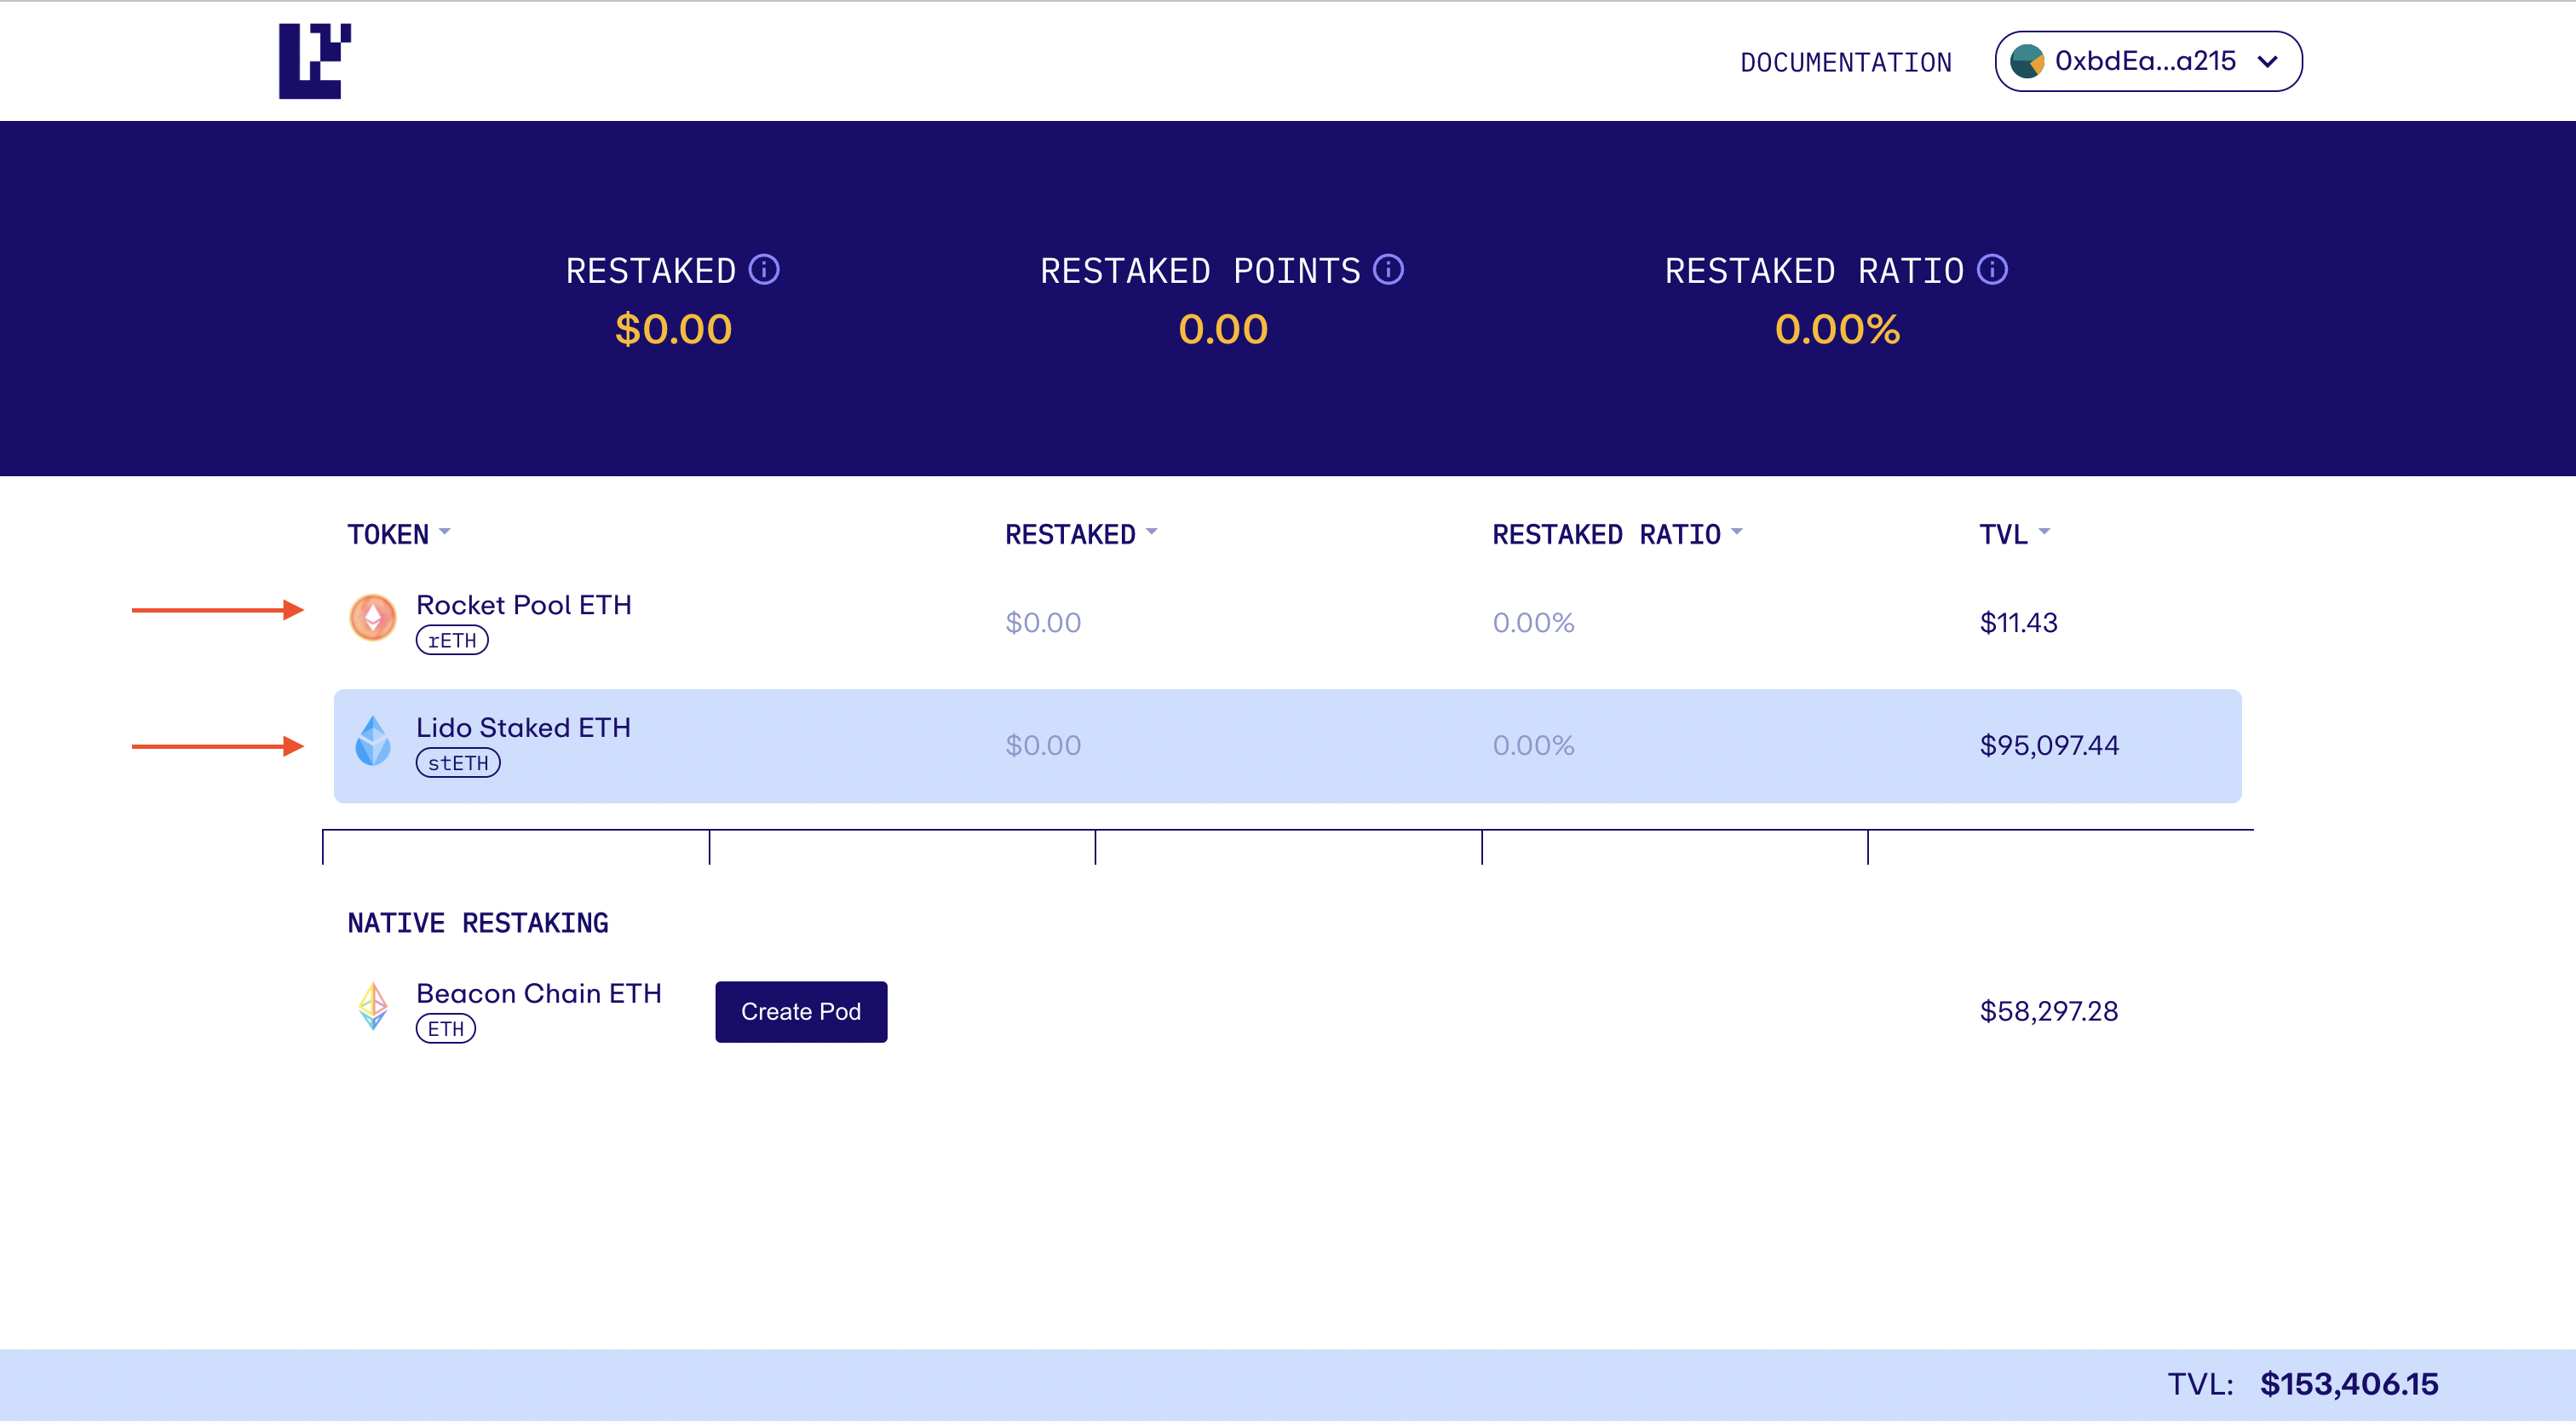 DOCUMENTATION 0xbdEa...a215
RESTAKED RESTAKED POINTS RESTAKED RATIO
$0.00 0.00 0.00%
TOKEN RESTAKED RESTAKED RATIO TVL
Rocket Pool ETH
rETH
$0.00 0.00% $11.43
Lido Staked ETH
stETH
$0.00 0.00% $95,097.44
NATIVE RESTAKING
Beacon Chain ETH
ETH
Create Pod $58,297.28
TVL: $153,406.15